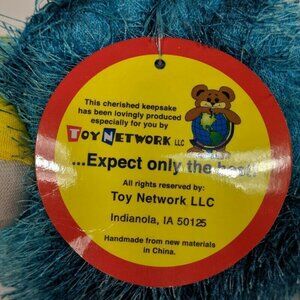 This cherished keepsake
has been lovingly produced
especially for you by
TOY NETWORK LLC
...Expect only the best!
All rights reserved by:
Toy Network LLC
Indianola, IA 50125
Handmade from new materials
in China.